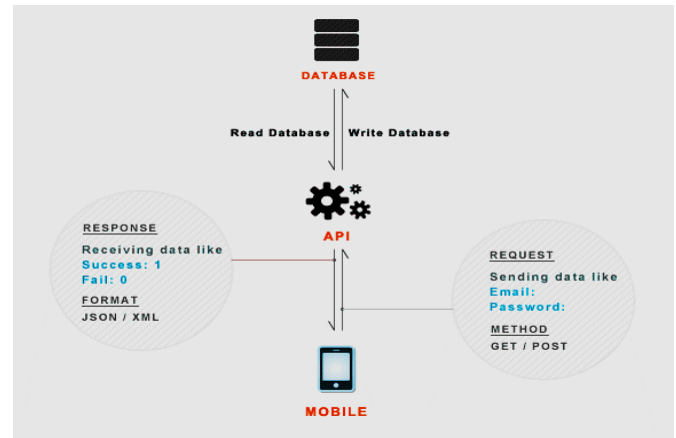 DATABASE
Read Database
Write Database
API
RESPONSE
Receiving data like
Success: 1
Fail: 0
FORMAT
JSON / XML
REQUEST
Sending data like
Email:
Password:
METHOD
GET / POST
MOBILE